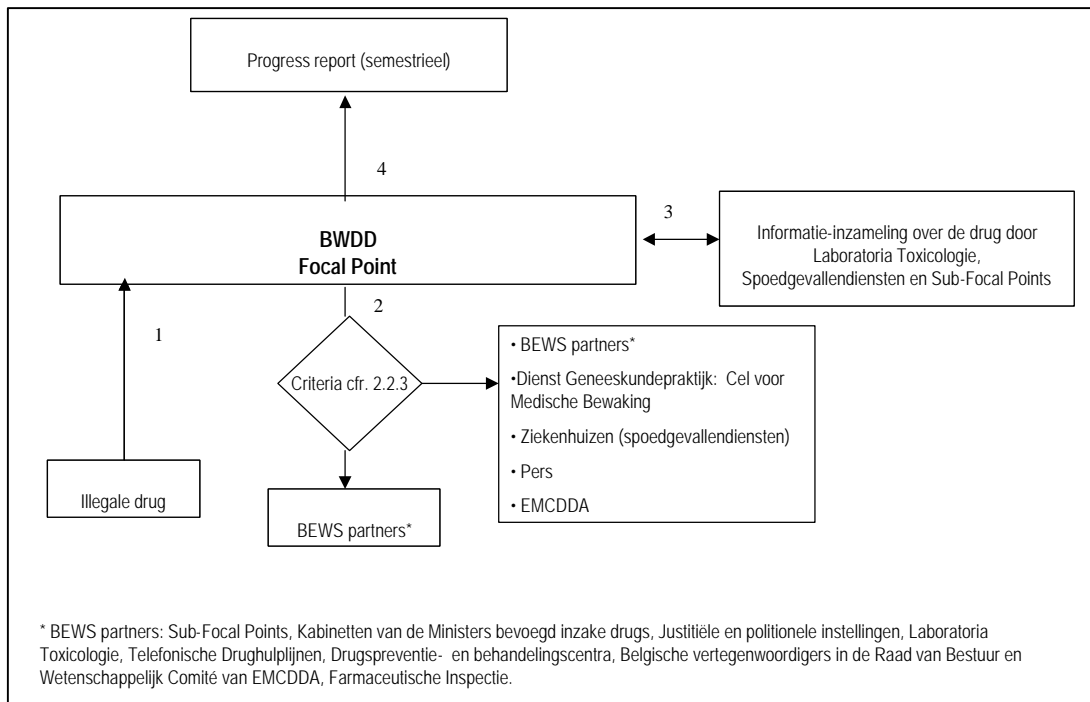 Progress report (semestrieel)
4
BWDD
Focal Point
3
Informatie-inzameling over de drug door
Laboratoria Toxicologie,
Spoedgevallendiensten en Sub-Focal Points
1
2
Criteria cfr. 2.2.3
• BEWS partners*
•Dienst Geneeskundepraktijk: Cel voor
Medische Bewaking
• Ziekenhuizen (spoedgevallendiensten)
• Pers
• EMCDDA
Illegale drug
BEWS partners*
* BEWS partners: Sub-Focal Points, Kabinetten van de Ministers bevoegd inzake drugs, Justitiële en politionele instellingen, Laboratoria
Toxicologie, Telefonische Drughulplijnen, Drugspreventie- en behandelingscentra, Belgische vertegenwoordigers in de Raad van Bestuur en
Wetenschappelijk Comité van EMCDDA, Farmaceutische Inspectie.